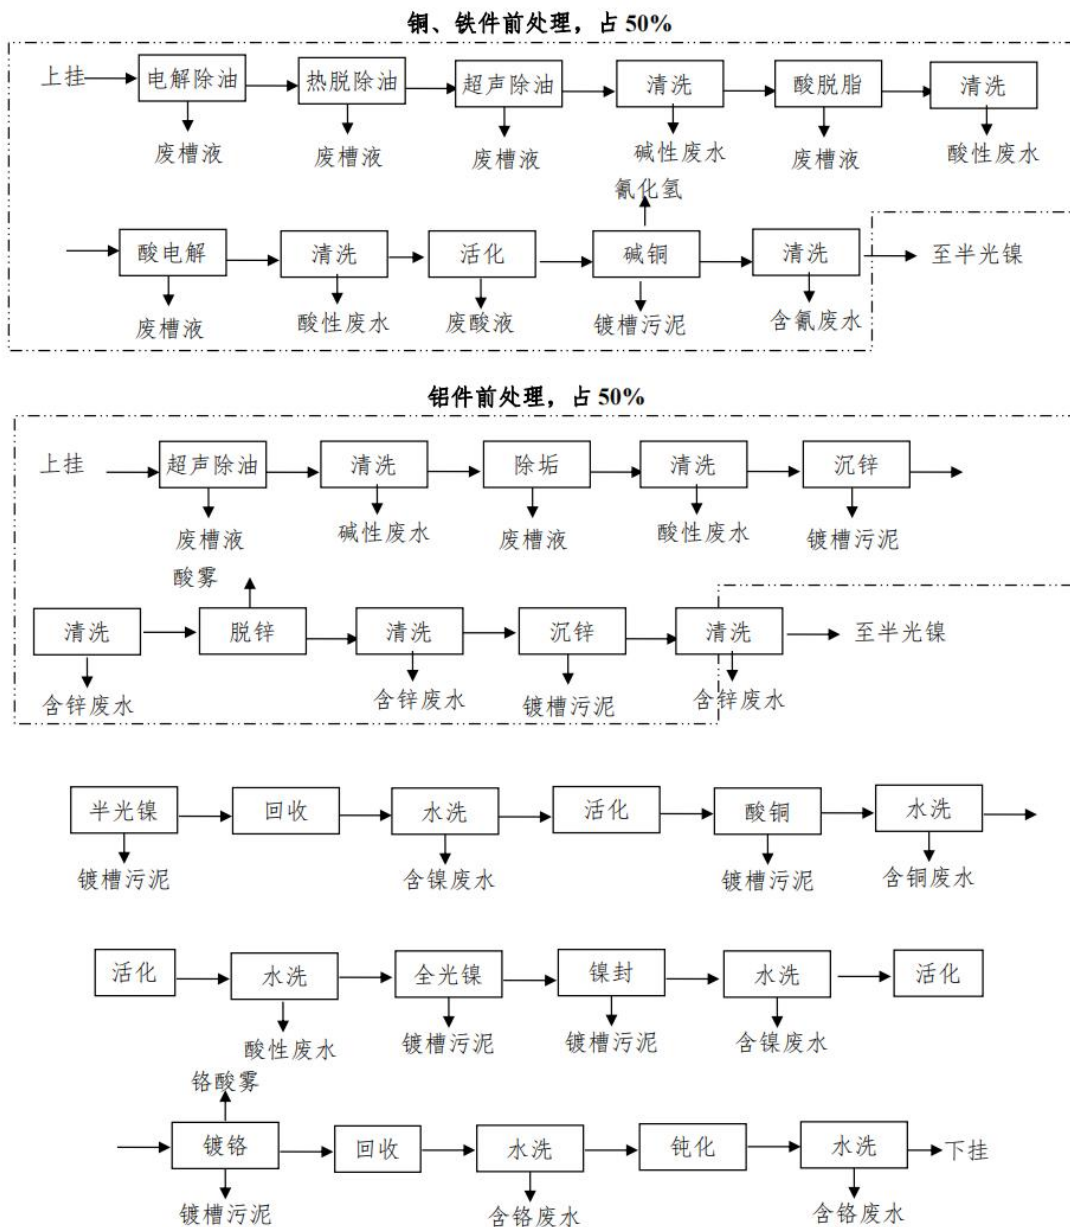 铜、铁件前处理，占 50%
上挂 电解除油 热脱除油 超声除油 清洗 酸脱脂 清洗
废槽液 废槽液 废槽液 碱性废水 废槽液 酸性废水
氰化氢
酸电解 清洗 活化 碱铜 清洗 至半光镍
废槽液 酸性废水 废酸液 镀槽污泥 含氰废水
铝件前处理，占 50%
上挂 超声除油 清洗 除垢 清洗 沉锌
废槽液 碱性废水 废槽液 酸性废水 镀槽污泥
酸雾
清洗 脱锌 清洗 沉锌 清洗 至半光镍
含锌废水 含锌废水 镀槽污泥 含锌废水
半光镍 回收 水洗 活化 酸铜 水洗
镀槽污泥 含镍废水 镀槽污泥 含铜废水
活化 水洗 全光镍 镍封 水洗 活化
酸性废水 镀槽污泥 镀槽污泥 含镍废水
铬酸雾
镀铬 回收 水洗 钝化 水洗 下挂
镀槽污泥 含铬废水 含铬废水